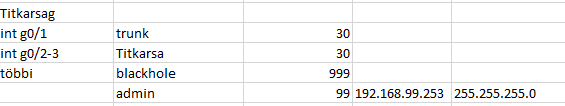 Titkarsag
int g0/1 trunk 30
int g0/2-3 Titkarsa 30
többi blackhole 999
admin 99 192.168.99.253 255.255.255.0